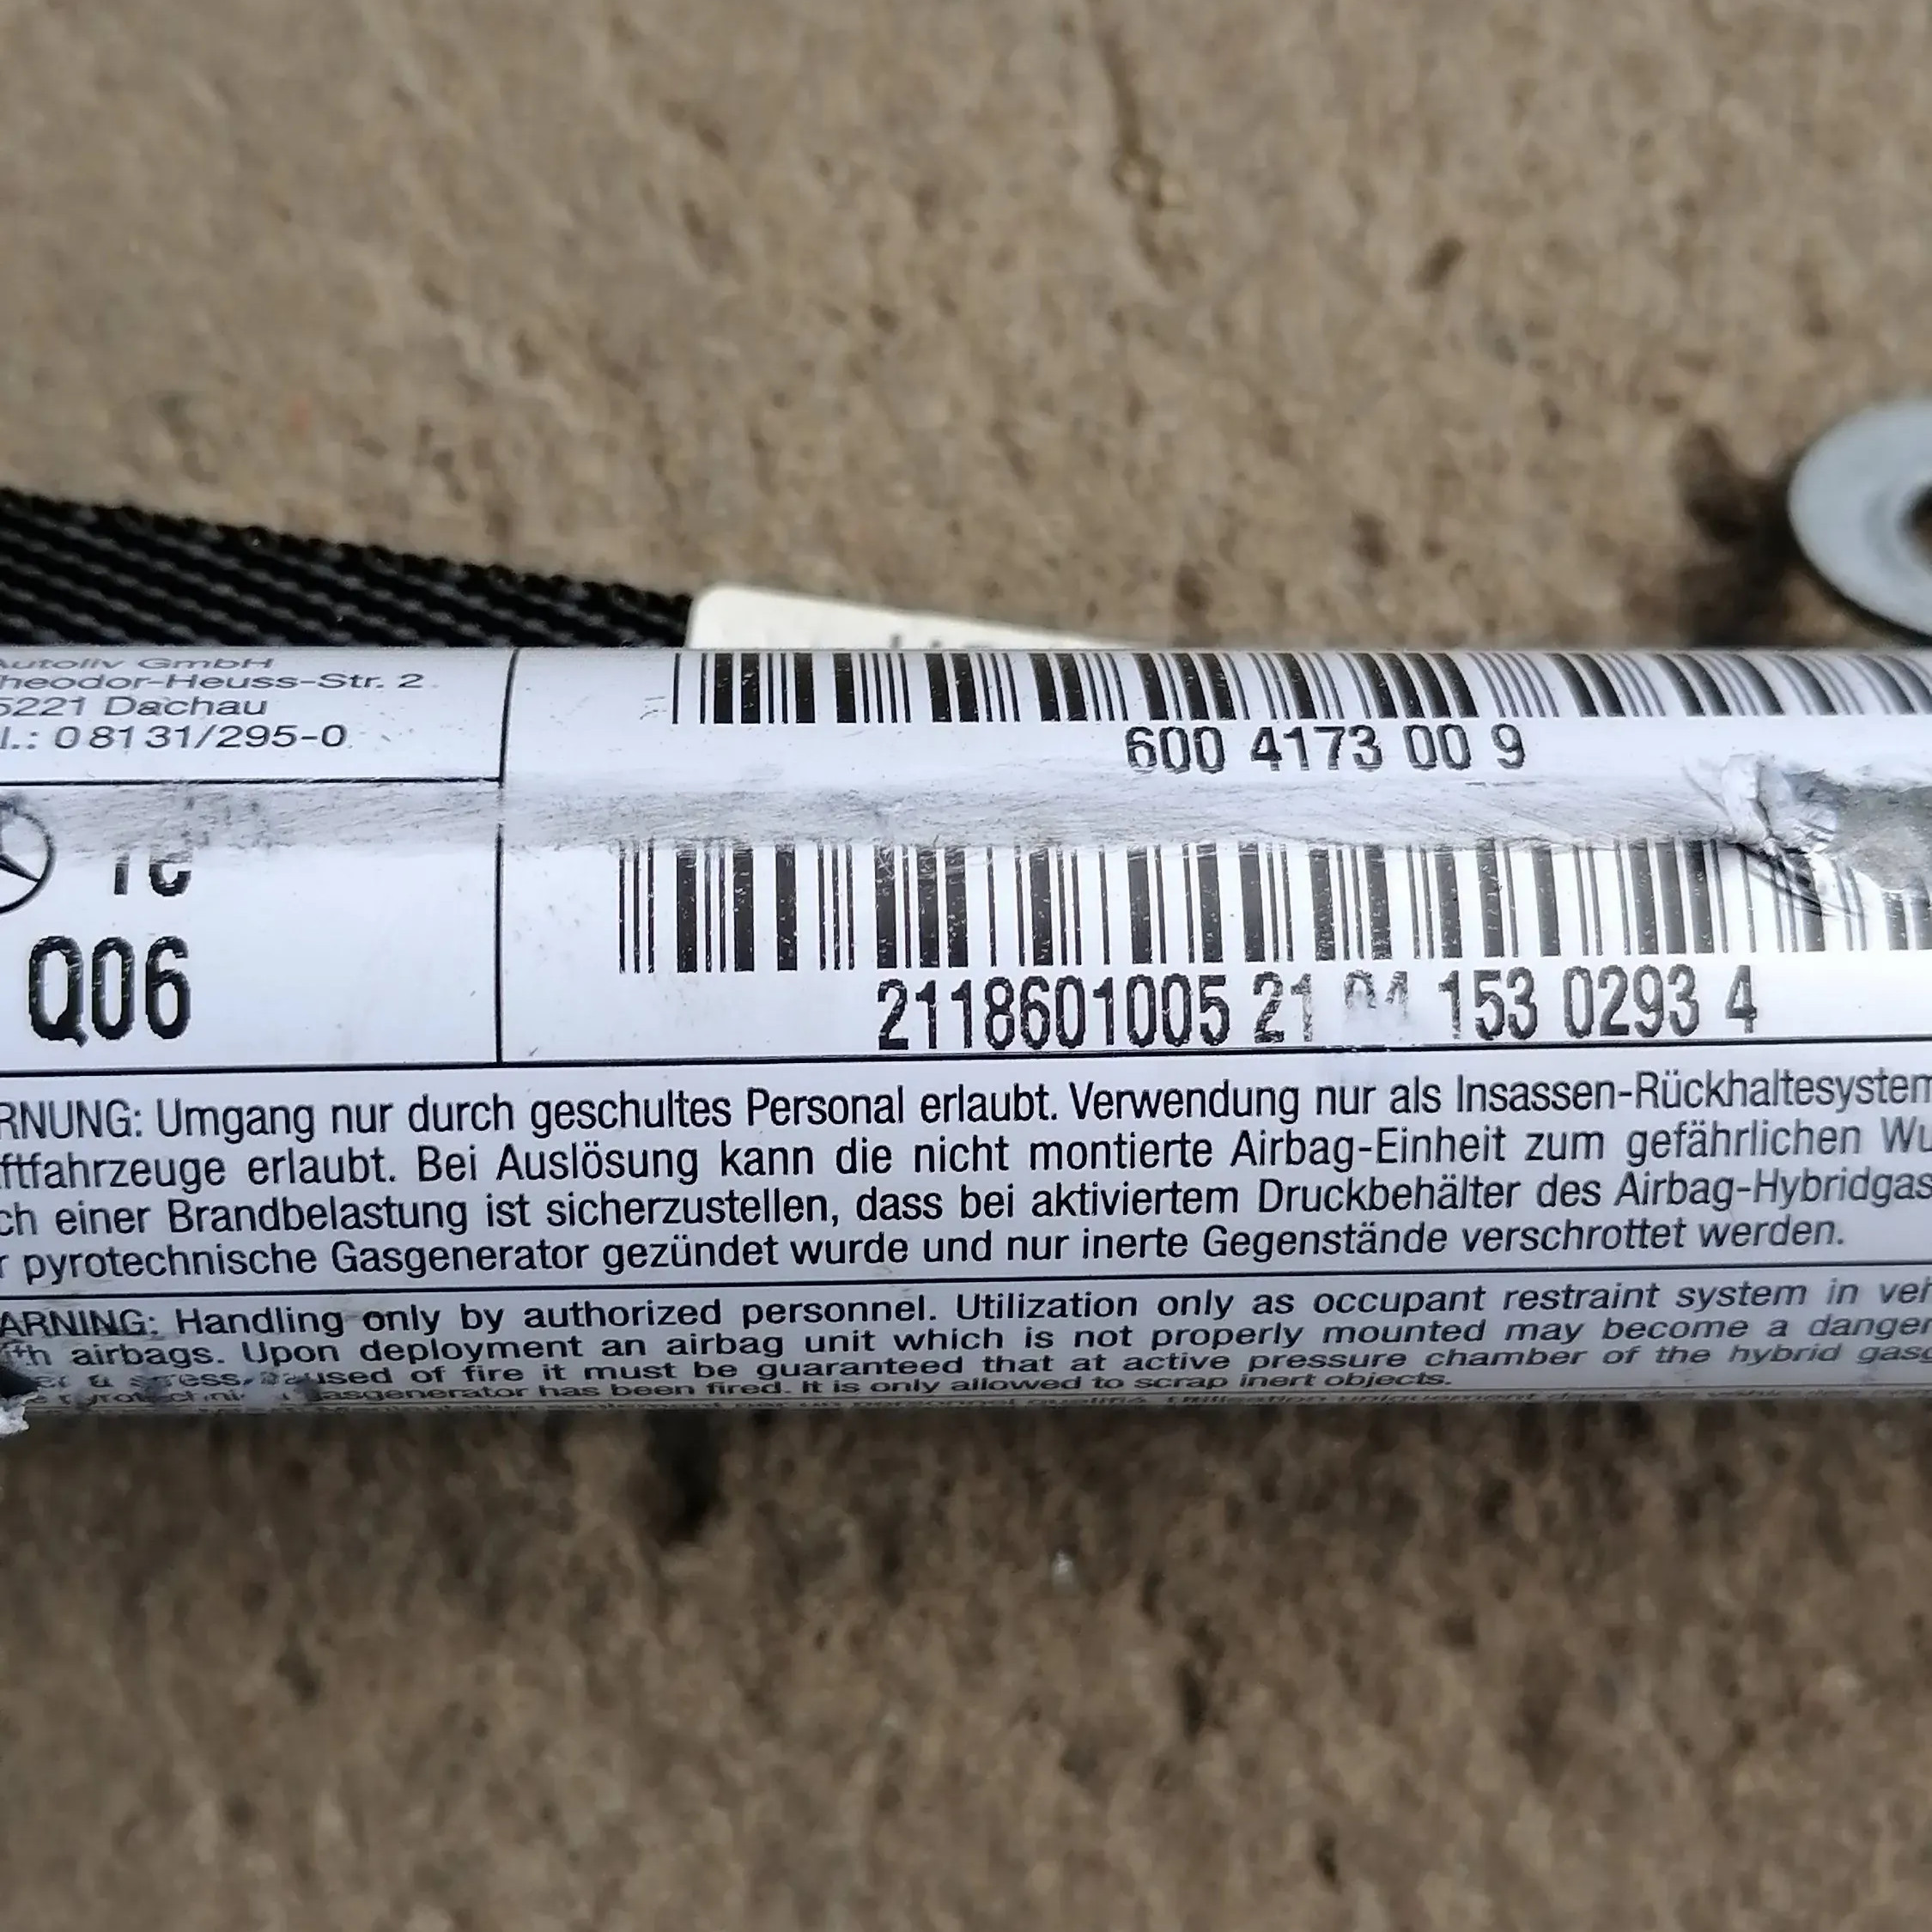 Autoliv GmbH
heodor-Heuss-Str. 2
5221 Dachau
l.: 08131/295-0
600 4173 00 9
Q06
2118601005 21 153 0293 4
RNUNG: Umgang nur durch geschultes Personal erlaubt. Verwendung nur als Insassen-Rückhaltesystem
ftfahrzeuge erlaubt. Bei Auslösung kann die nicht montierte Airbag-Einheit zum gefährlichen Wu
ch einer Brandbelastung ist sicherzustellen, dass bei aktiviertem Druckbehälter des Airbag-Hybridgas
r pyrotechnische Gasgenerator gezündet wurde und nur inerte Gegenstände verschrottet werden.
ARNING: Handling only by authorized personnel. Utilization only as occupant restraint system in veh
ith airbags. Upon deployment an airbag unit which is not properly mounted may become a danger
of fire it must be guaranteed that at active pressure chamber of the hybrid gasg
asgenerator has been fired. It is only allowed to scrap inert objects.